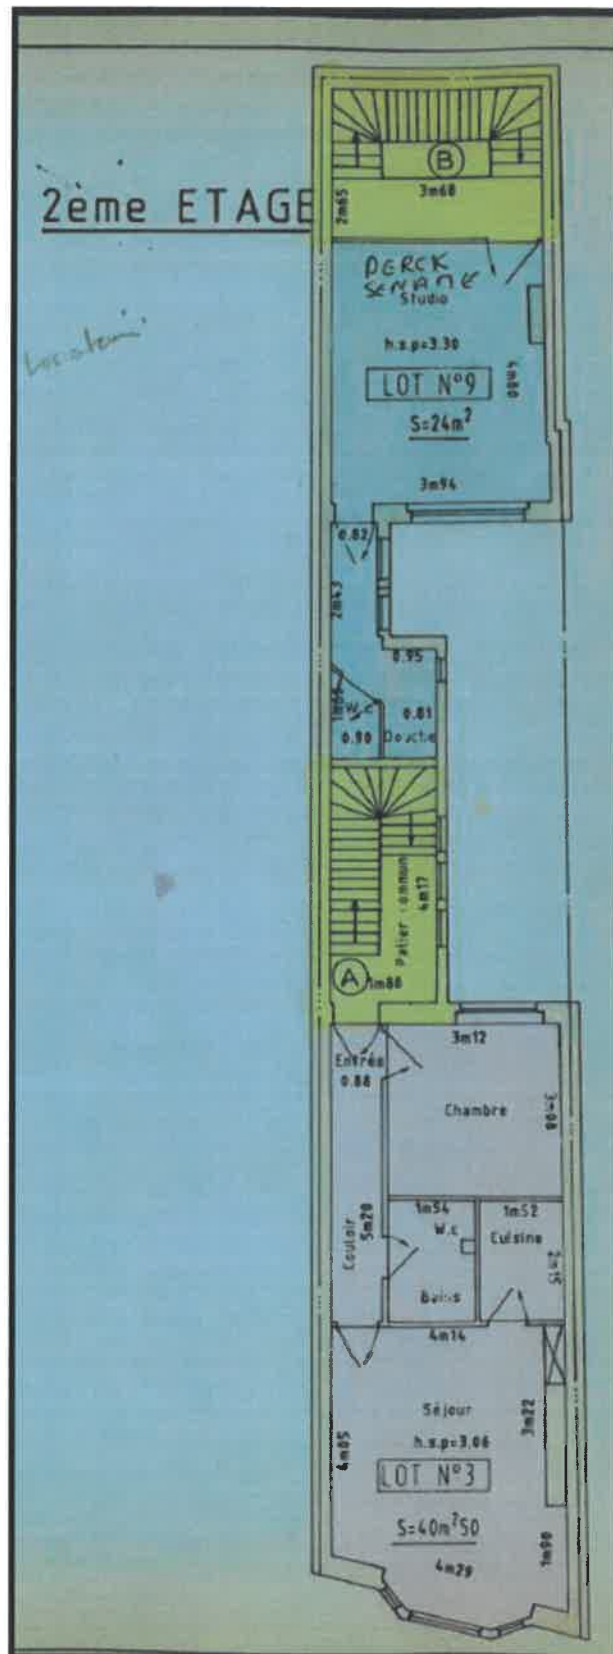 2ème ETAGE
B
2m65
3m68
DERCK
SENAME
Studio
h.s.p=3.30
4m00
LOT N°9
S=24m²
3m94
0.82
2m43
0.95
1m09
W.c
0.81
0.90
Douche
Palier commun
4m17
A
1m88
Entrée
0.88
3m12
Chambre
3m08
1m54
1m52
W.c
Cuisine
2m15
5m20
Couloir
Bains
4m14
Séjour
3m22
h.s.p=3.06
4m05
LOT N°3
S=40m²50
1m90
4m29